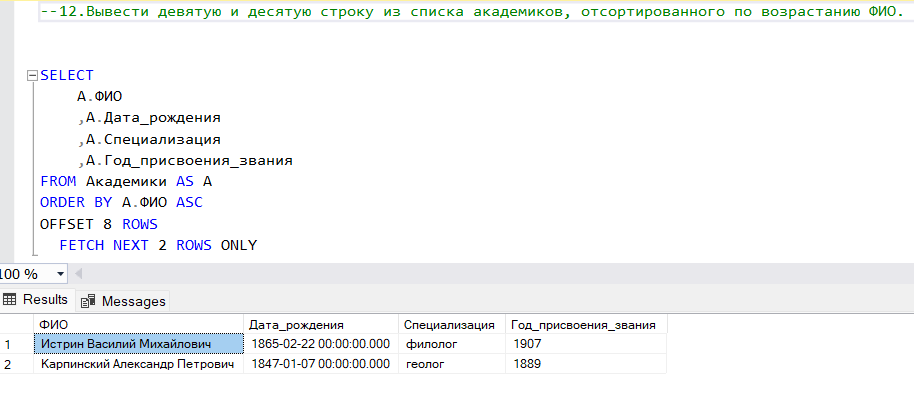 --12.Вывести девятую и десятую строку из списка академиков, отсортированного по возрастанию ФИО.
SELECT
A.ФИО
,A.Дата_рождения
,A.Специализация
,A.Год_присвоения_звания
FROM Академики AS A
ORDER BY A.ФИО ASC
OFFSET 8 ROWS
FETCH NEXT 2 ROWS ONLY
100 %
Results Messages
ФИО Дата_рождения Специализация Год_присвоения_звания
1 Истрин Василий Михайлович 1865-02-22 00:00:00.000 филолог 1907
2 Карпинский Александр Петрович 1847-01-07 00:00:00.000 геолог 1889